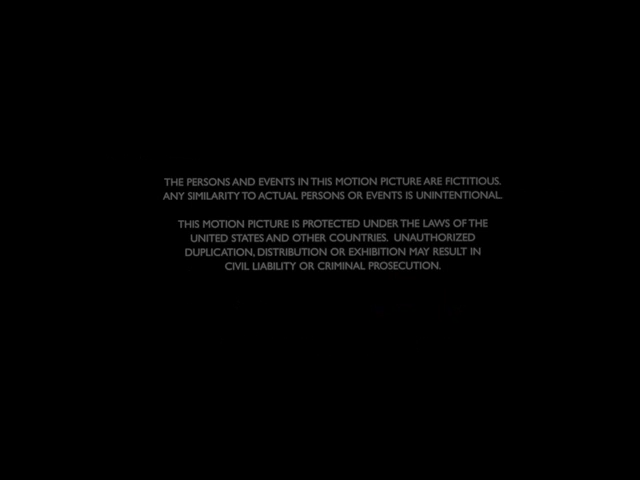 THE PERSONS AND EVENTS IN THIS MOTION PICTURE ARE FICTITIOUS.
ANY SIMILARITY TO ACTUAL PERSONS OR EVENTS IS UNINTENTIONAL.
THIS MOTION PICTURE IS PROTECTED UNDER THE LAWS OF THE
UNITED STATES AND OTHER COUNTRIES. UNAUTHORIZED
DUPLICATION, DISTRIBUTION OR EXHIBITION MAY RESULT IN
CIVIL LIABILITY OR CRIMINAL PROSECUTION.